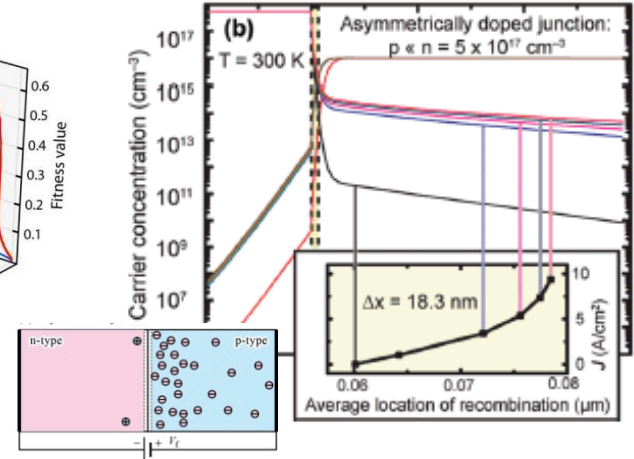 0.6
0.5
0.4
0.3
0.2
0.1
Fitness value
(b)
Asymmetrically doped junction:
p ≪ n = 5 x 10¹⁷ cm⁻³
T = 300 K
Carrier concentration (cm⁻³)
10¹⁷
10¹⁵
10¹³
10¹¹
10⁹
10⁷
Δx = 18.3 nm
10
5
0
J (A/cm²)
0.06 0.07 0.08
Average location of recombination (μm)
n-type p-type
⊕
⊕
− + V_f